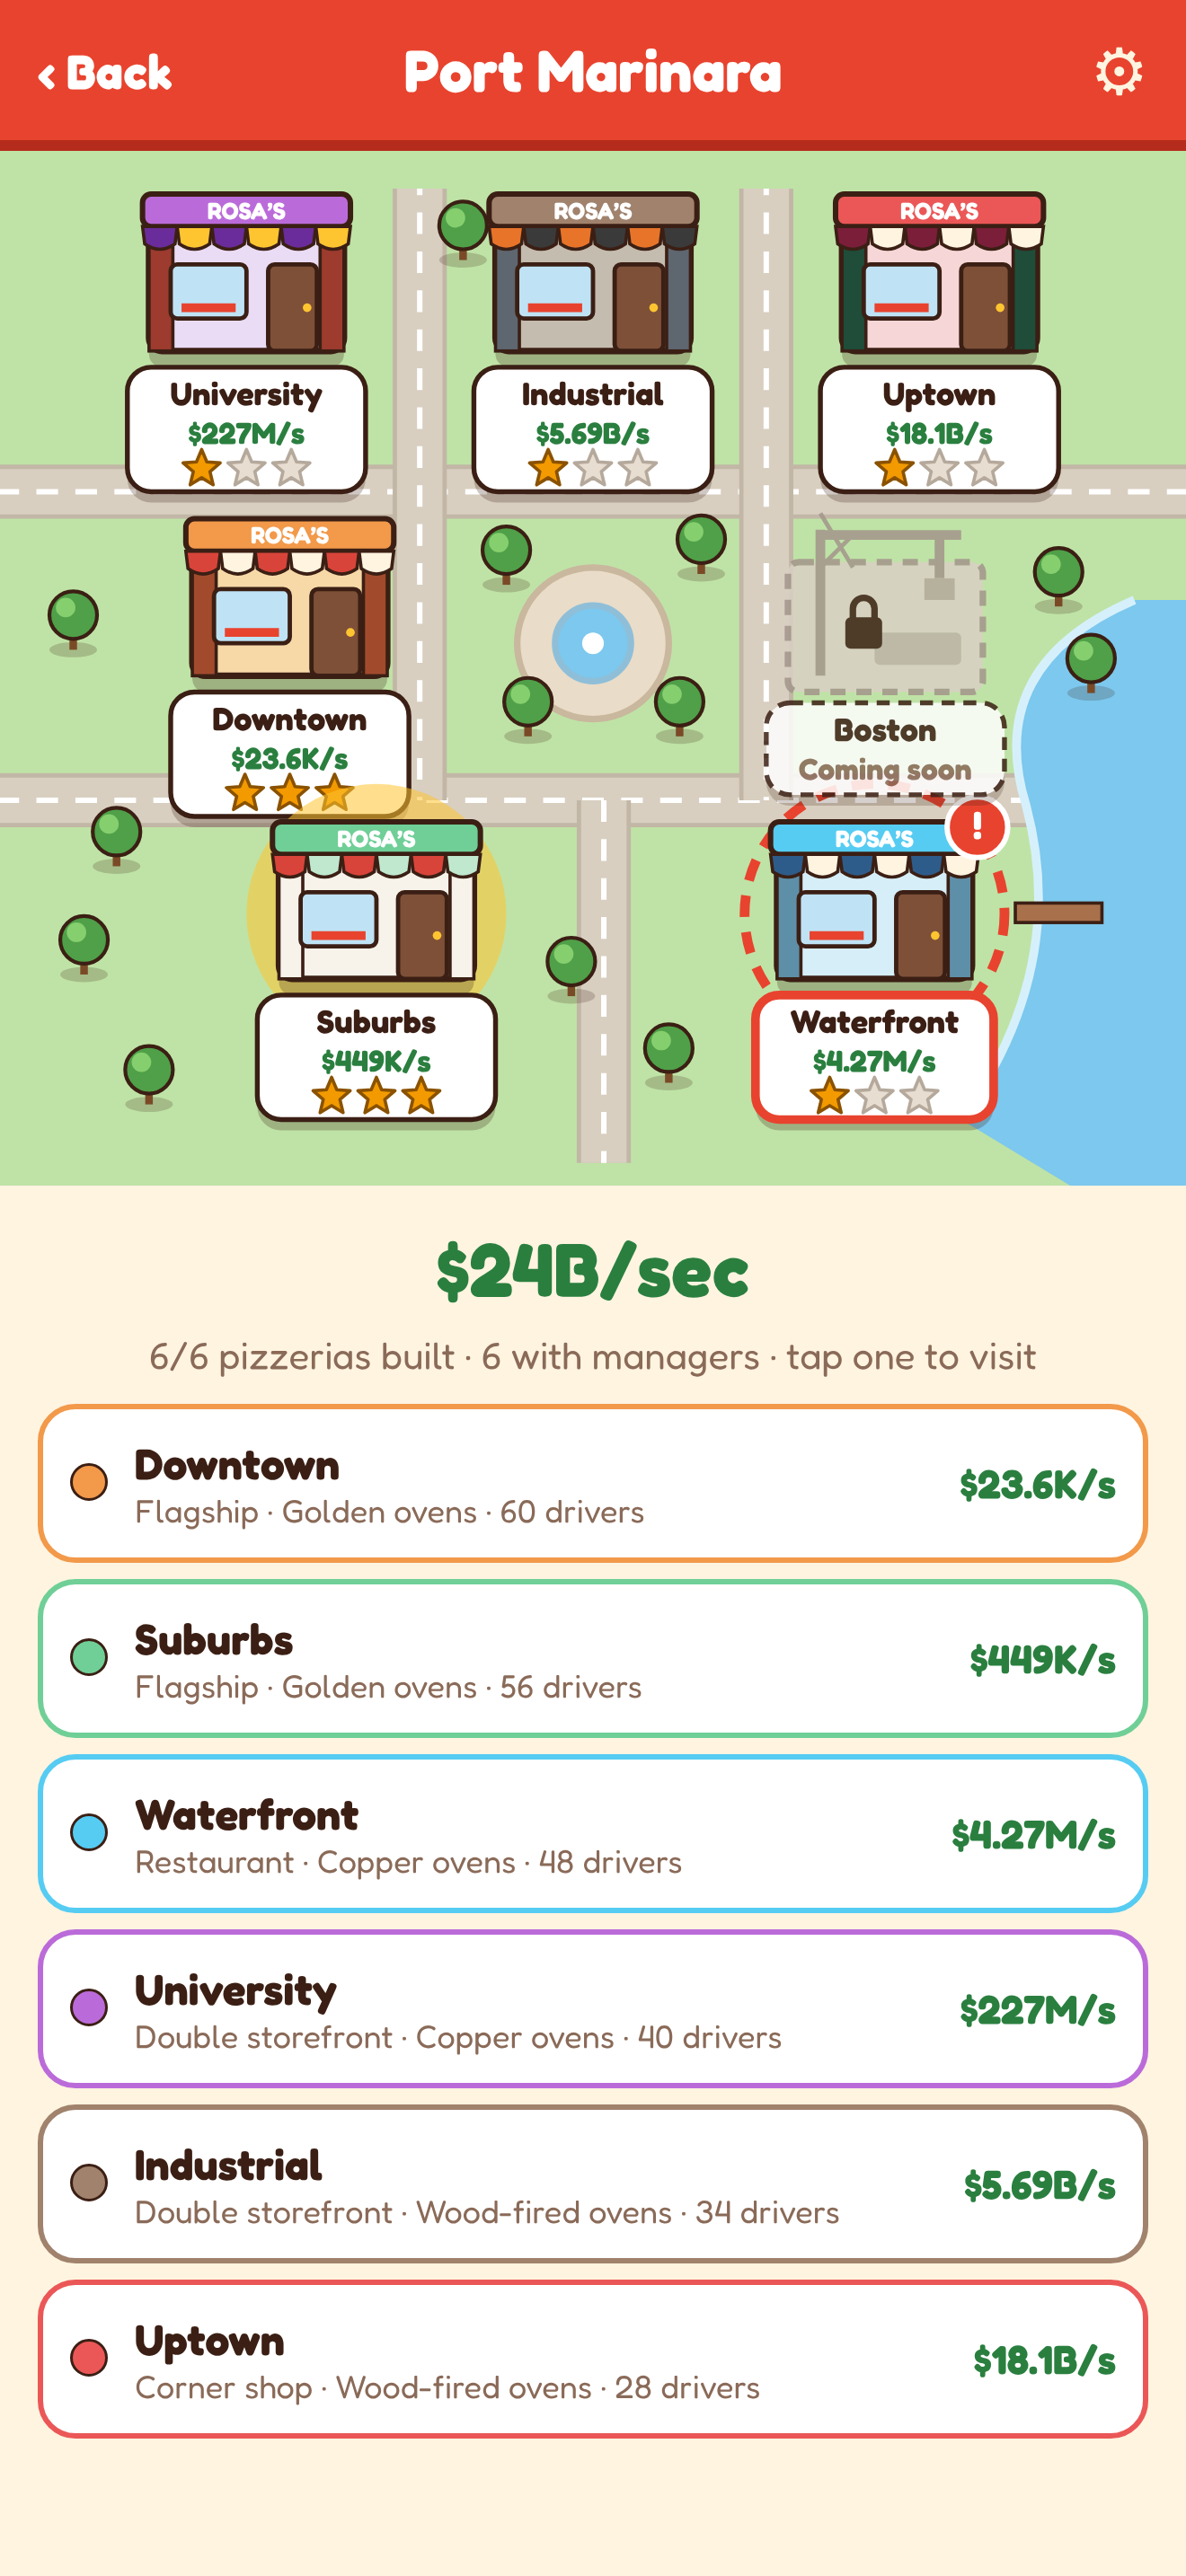 ‹ Back
Port Marinara
ROSA'S
ROSA'S
ROSA'S
University
$227M/s
Industrial
$5.69B/s
Uptown
$18.1B/s
ROSA'S
Downtown
$23.6K/s
Boston
Coming soon
ROSA'S
ROSA'S
!
Suburbs
$449K/s
Waterfront
$4.27M/s
$24B/sec
6/6 pizzerias built · 6 with managers · tap one to visit
Downtown
Flagship · Golden ovens · 60 drivers
$23.6K/s
Suburbs
Flagship · Golden ovens · 56 drivers
$449K/s
Waterfront
Restaurant · Copper ovens · 48 drivers
$4.27M/s
University
Double storefront · Copper ovens · 40 drivers
$227M/s
Industrial
Double storefront · Wood-fired ovens · 34 drivers
$5.69B/s
Uptown
Corner shop · Wood-fired ovens · 28 drivers
$18.1B/s